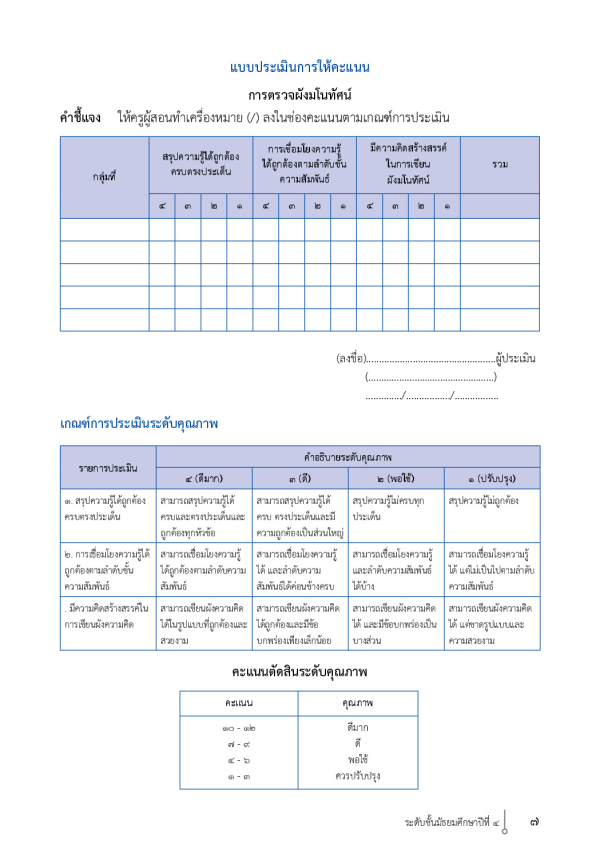 แบบประเมินการให้คะแนน
การตรวจผังมโนทัศน์
คำชี้แจง ให้ครูผู้สอนทำเครื่องหมาย (/) ลงในช่องคะแนนตามเกณฑ์การประเมิน
กลุ่มที่
สรุปความรู้ได้ถูกต้อง
ครบตรงประเด็น
การเชื่อมโยงความรู้
ได้ถูกต้องตามลำดับชั้น
ความสัมพันธ์
มีความคิดสร้างสรรค์
ในการเขียน
ผังมโนทัศน์
รวม
๔ ๓ ๒ ๑ ๔ ๓ ๒ ๑ ๔ ๓ ๒ ๑
(ลงชื่อ)..................................................ผู้ประเมิน
(.................................................)
............../................./.................
เกณฑ์การประเมินระดับคุณภาพ
รายการประเมิน
คำอธิบายระดับคุณภาพ
๔ (ดีมาก) ๓ (ดี) ๒ (พอใช้) ๑ (ปรับปรุง)
๑. สรุปความรู้ได้ถูกต้อง
ครบตรงประเด็น
สามารถสรุปความรู้ได้
ครบและตรงประเด็นและ
ถูกต้องทุกหัวข้อ
สามารถสรุปความรู้ได้
ครบ ตรงประเด็นและมี
ความถูกต้องเป็นส่วนใหญ่
สรุปความรู้ไม่ครบทุก
ประเด็น
สรุปความรู้ไม่ถูกต้อง
๒. การเชื่อมโยงความรู้ได้
ถูกต้องตามลำดับชั้น
ความสัมพันธ์
สามารถเชื่อมโยงความรู้
ได้ถูกต้องตามลำดับความ
สัมพันธ์
สามารถเชื่อมโยงความรู้
ได้ และลำดับความ
สัมพันธ์ได้ค่อนข้างครบ
สามารถเชื่อมโยงความรู้
และลำดับความสัมพันธ์
ได้บ้าง
สามารถเชื่อมโยงความรู้
ได้ แต่ไม่เป็นไปตามลำดับ
ความสัมพันธ์
. มีความคิดสร้างสรรค์ใน
การเขียนผังความคิด
สามารถเขียนผังความคิด
ได้ในรูปแบบที่ถูกต้องและ
สวยงาม
สามารถเขียนผังความคิด
ได้ถูกต้องและมีข้อ
บกพร่องเพียงเล็กน้อย
สามารถเขียนผังความคิด
ได้ และมีข้อบกพร่องเป็น
บางส่วน
สามารถเขียนผังความคิด
ได้ แต่ขาดรูปแบบและ
ความสวยงาม
คะแนนตัดสินระดับคุณภาพ
คะแนน คุณภาพ
๑๐ - ๑๒ ดีมาก
๗ - ๙ ดี
๔ - ๖ พอใช้
๑ - ๓ ควรปรับปรุง
ระดับชั้นมัธยมศึกษาปีที่ ๔ ๗